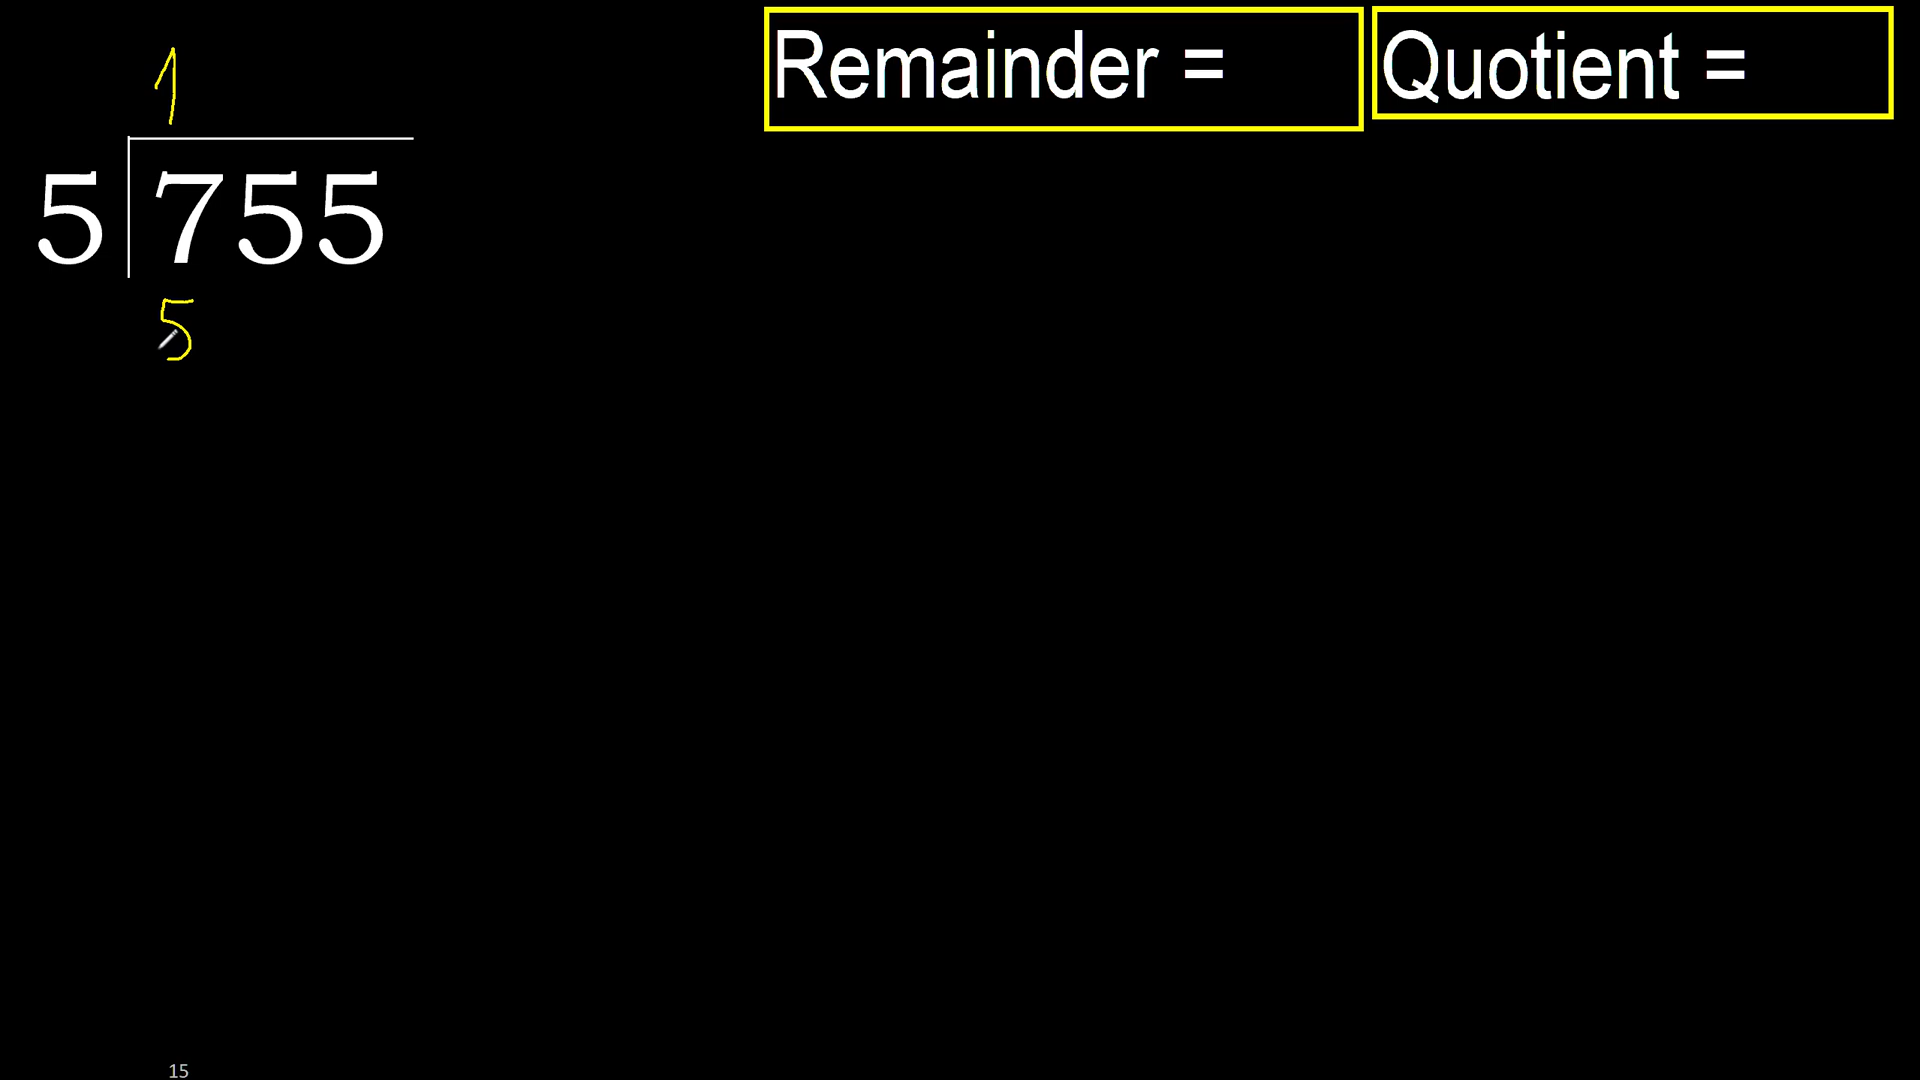 Remainder = Quotient =
1
5 755
5
15